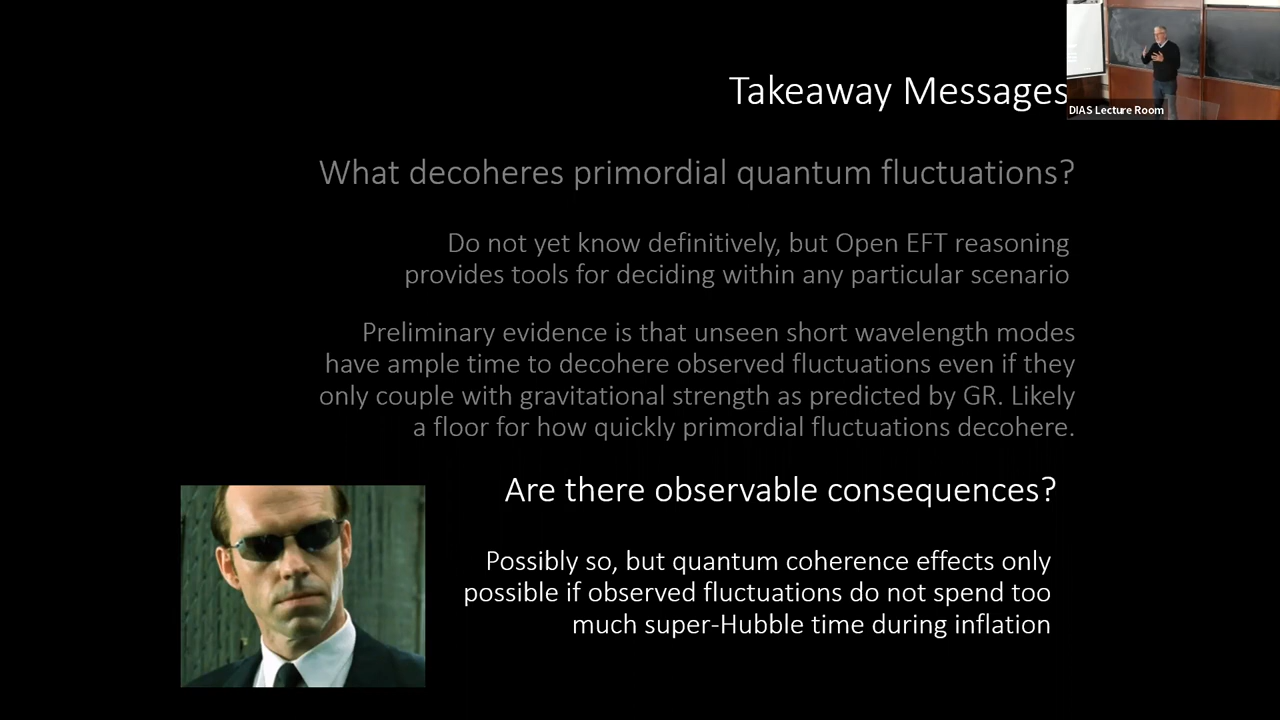 Takeaway Messages
DIAS Lecture Room
What decoheres primordial quantum fluctuations?
Do not yet know definitively, but Open EFT reasoning
provides tools for deciding within any particular scenario
Preliminary evidence is that unseen short wavelength modes
have ample time to decohere observed fluctuations even if they
only couple with gravitational strength as predicted by GR. Likely
a floor for how quickly primordial fluctuations decohere.
Are there observable consequences?
Possibly so, but quantum coherence effects only
possible if observed fluctuations do not spend too
much super-Hubble time during inflation